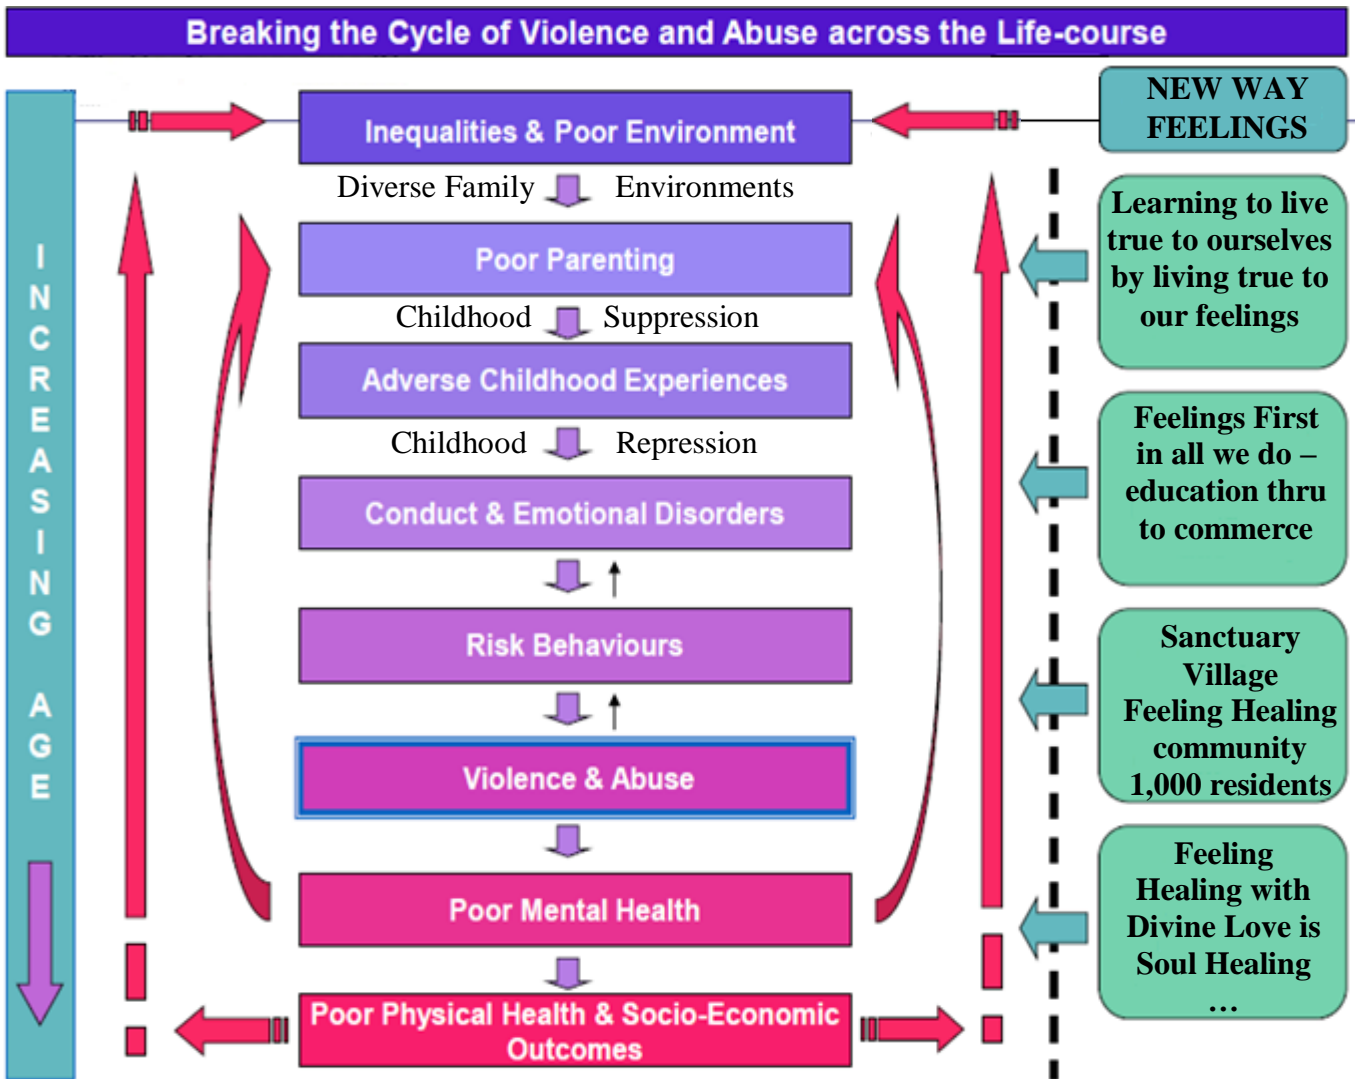 Breaking the Cycle of Violence and Abuse across the Life-course
INCREASING AGE
Inequalities & Poor Environment
Diverse Family Environments
Poor Parenting
Childhood Suppression
Adverse Childhood Experiences
Childhood Repression
Conduct & Emotional Disorders
Risk Behaviours
Violence & Abuse
Poor Mental Health
Poor Physical Health & Socio-Economic
Outcomes
NEW WAY
FEELINGS
Learning to live
true to ourselves
by living true to
our feelings
Feelings First
in all we do –
education thru
to commerce
Sanctuary
Village
Feeling Healing
community
1,000 residents
Feeling
Healing with
Divine Love is
Soul Healing
…